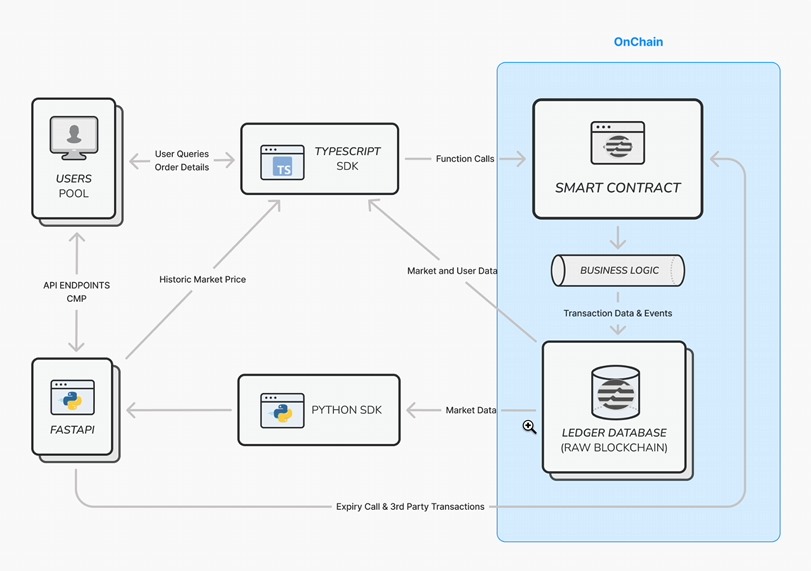 OnChain
USERS
POOL
User Queries
Order Details
TS
TYPESCRIPT
SDK
Function Calls
SMART CONTRACT
API ENDPOINTS
CMP
Historic Market Price
Market and User Data
BUSINESS LOGIC
Transaction Data & Events
FASTAPI
PYTHON SDK
Market Data
LEDGER DATABASE
(RAW BLOCKCHAIN)
Expiry Call & 3rd Party Transactions